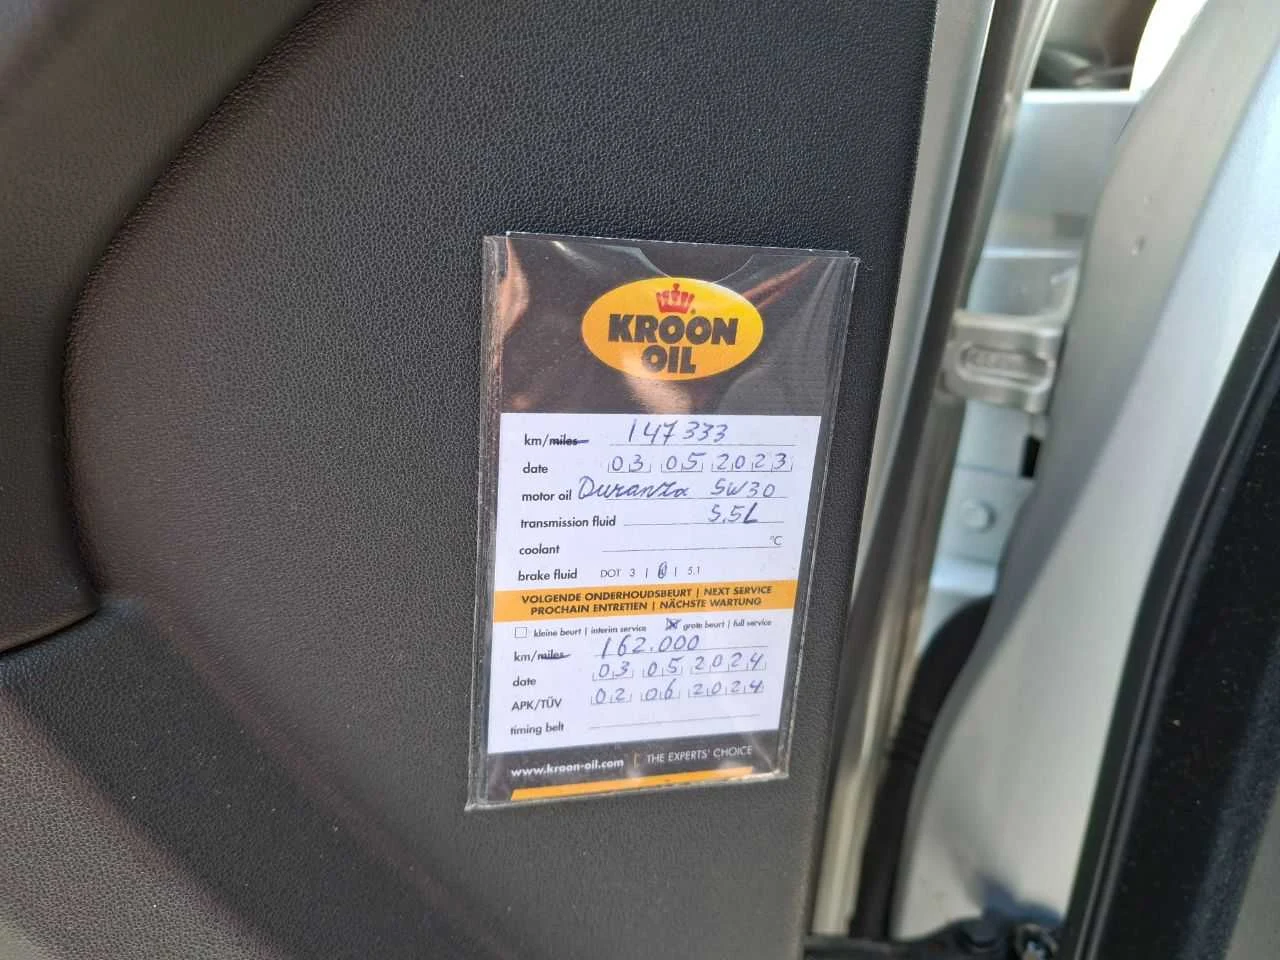 KROON
OIL
km/miles 147333
date 03 05 2023
motor oil Duranza 5W30
transmission fluid 5,5L
coolant °C
brake fluid DOT 3 | | 5.1
VOLGENDE ONDERHOUDSBEURT | NEXT SERVICE
PROCHAIN ENTRETIEN | NÄCHSTE WARTUNG
kleine beurt | interim service grote beurt | full service
km/miles 162.000
date 03 05 2024
APK/TÜV 02 06 2024
timing belt
www.kroon-oil.com | THE EXPERTS' CHOICE